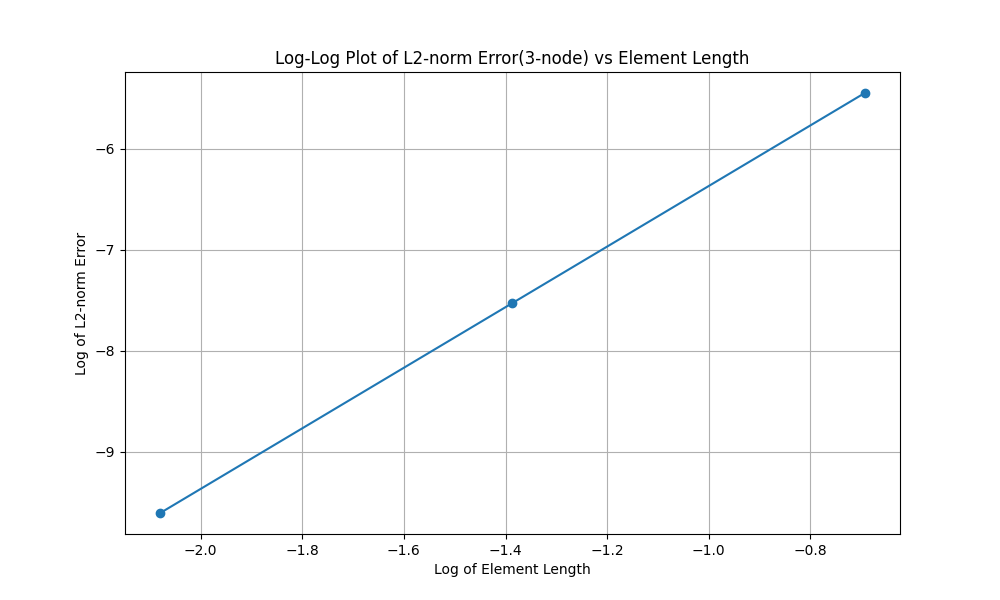 Log-Log Plot of L2-norm Error(3-node) vs Element Length
Log of L2-norm Error
−6
−7
−8
−9
−2.0 −1.8 −1.6 −1.4 −1.2 −1.0 −0.8
Log of Element Length